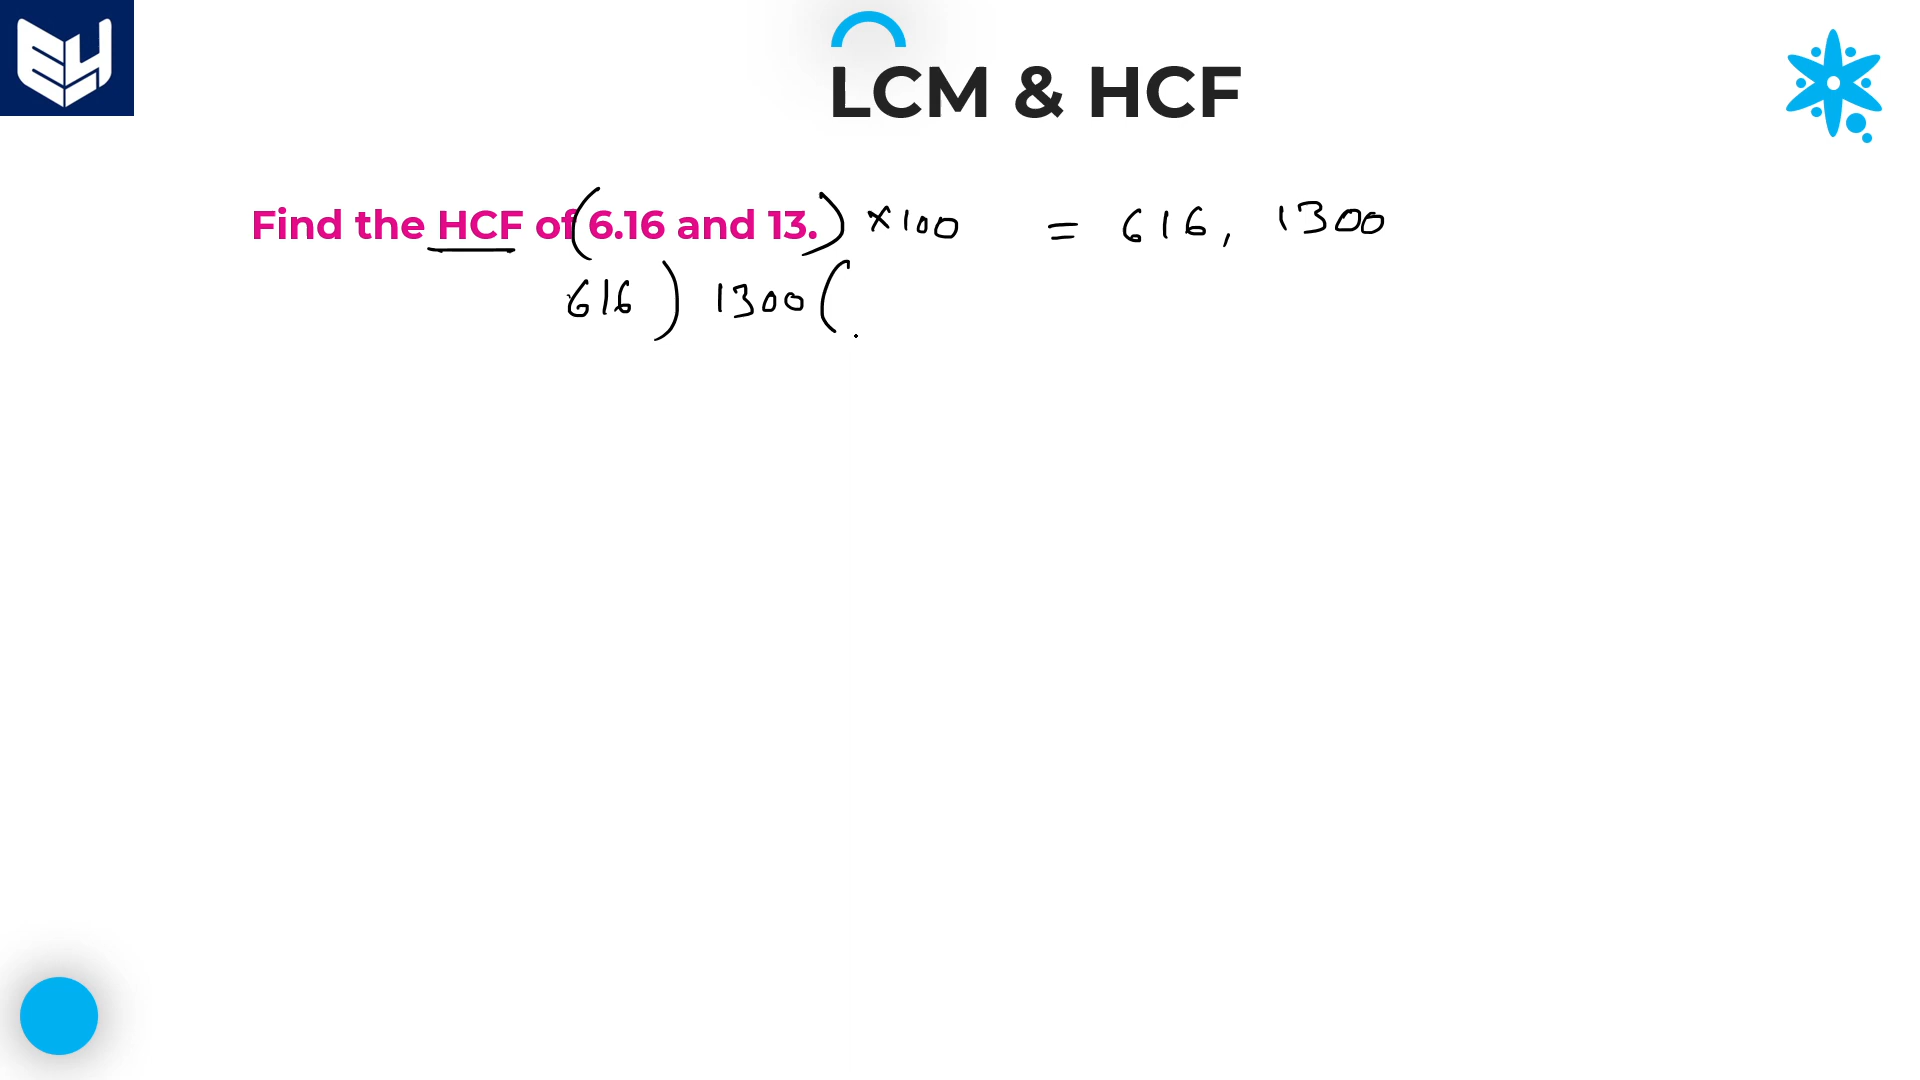 LCM & HCF
Find the HCF of (6.16 and 13.) ×100 = 616, 1300
616 ) 1300 (